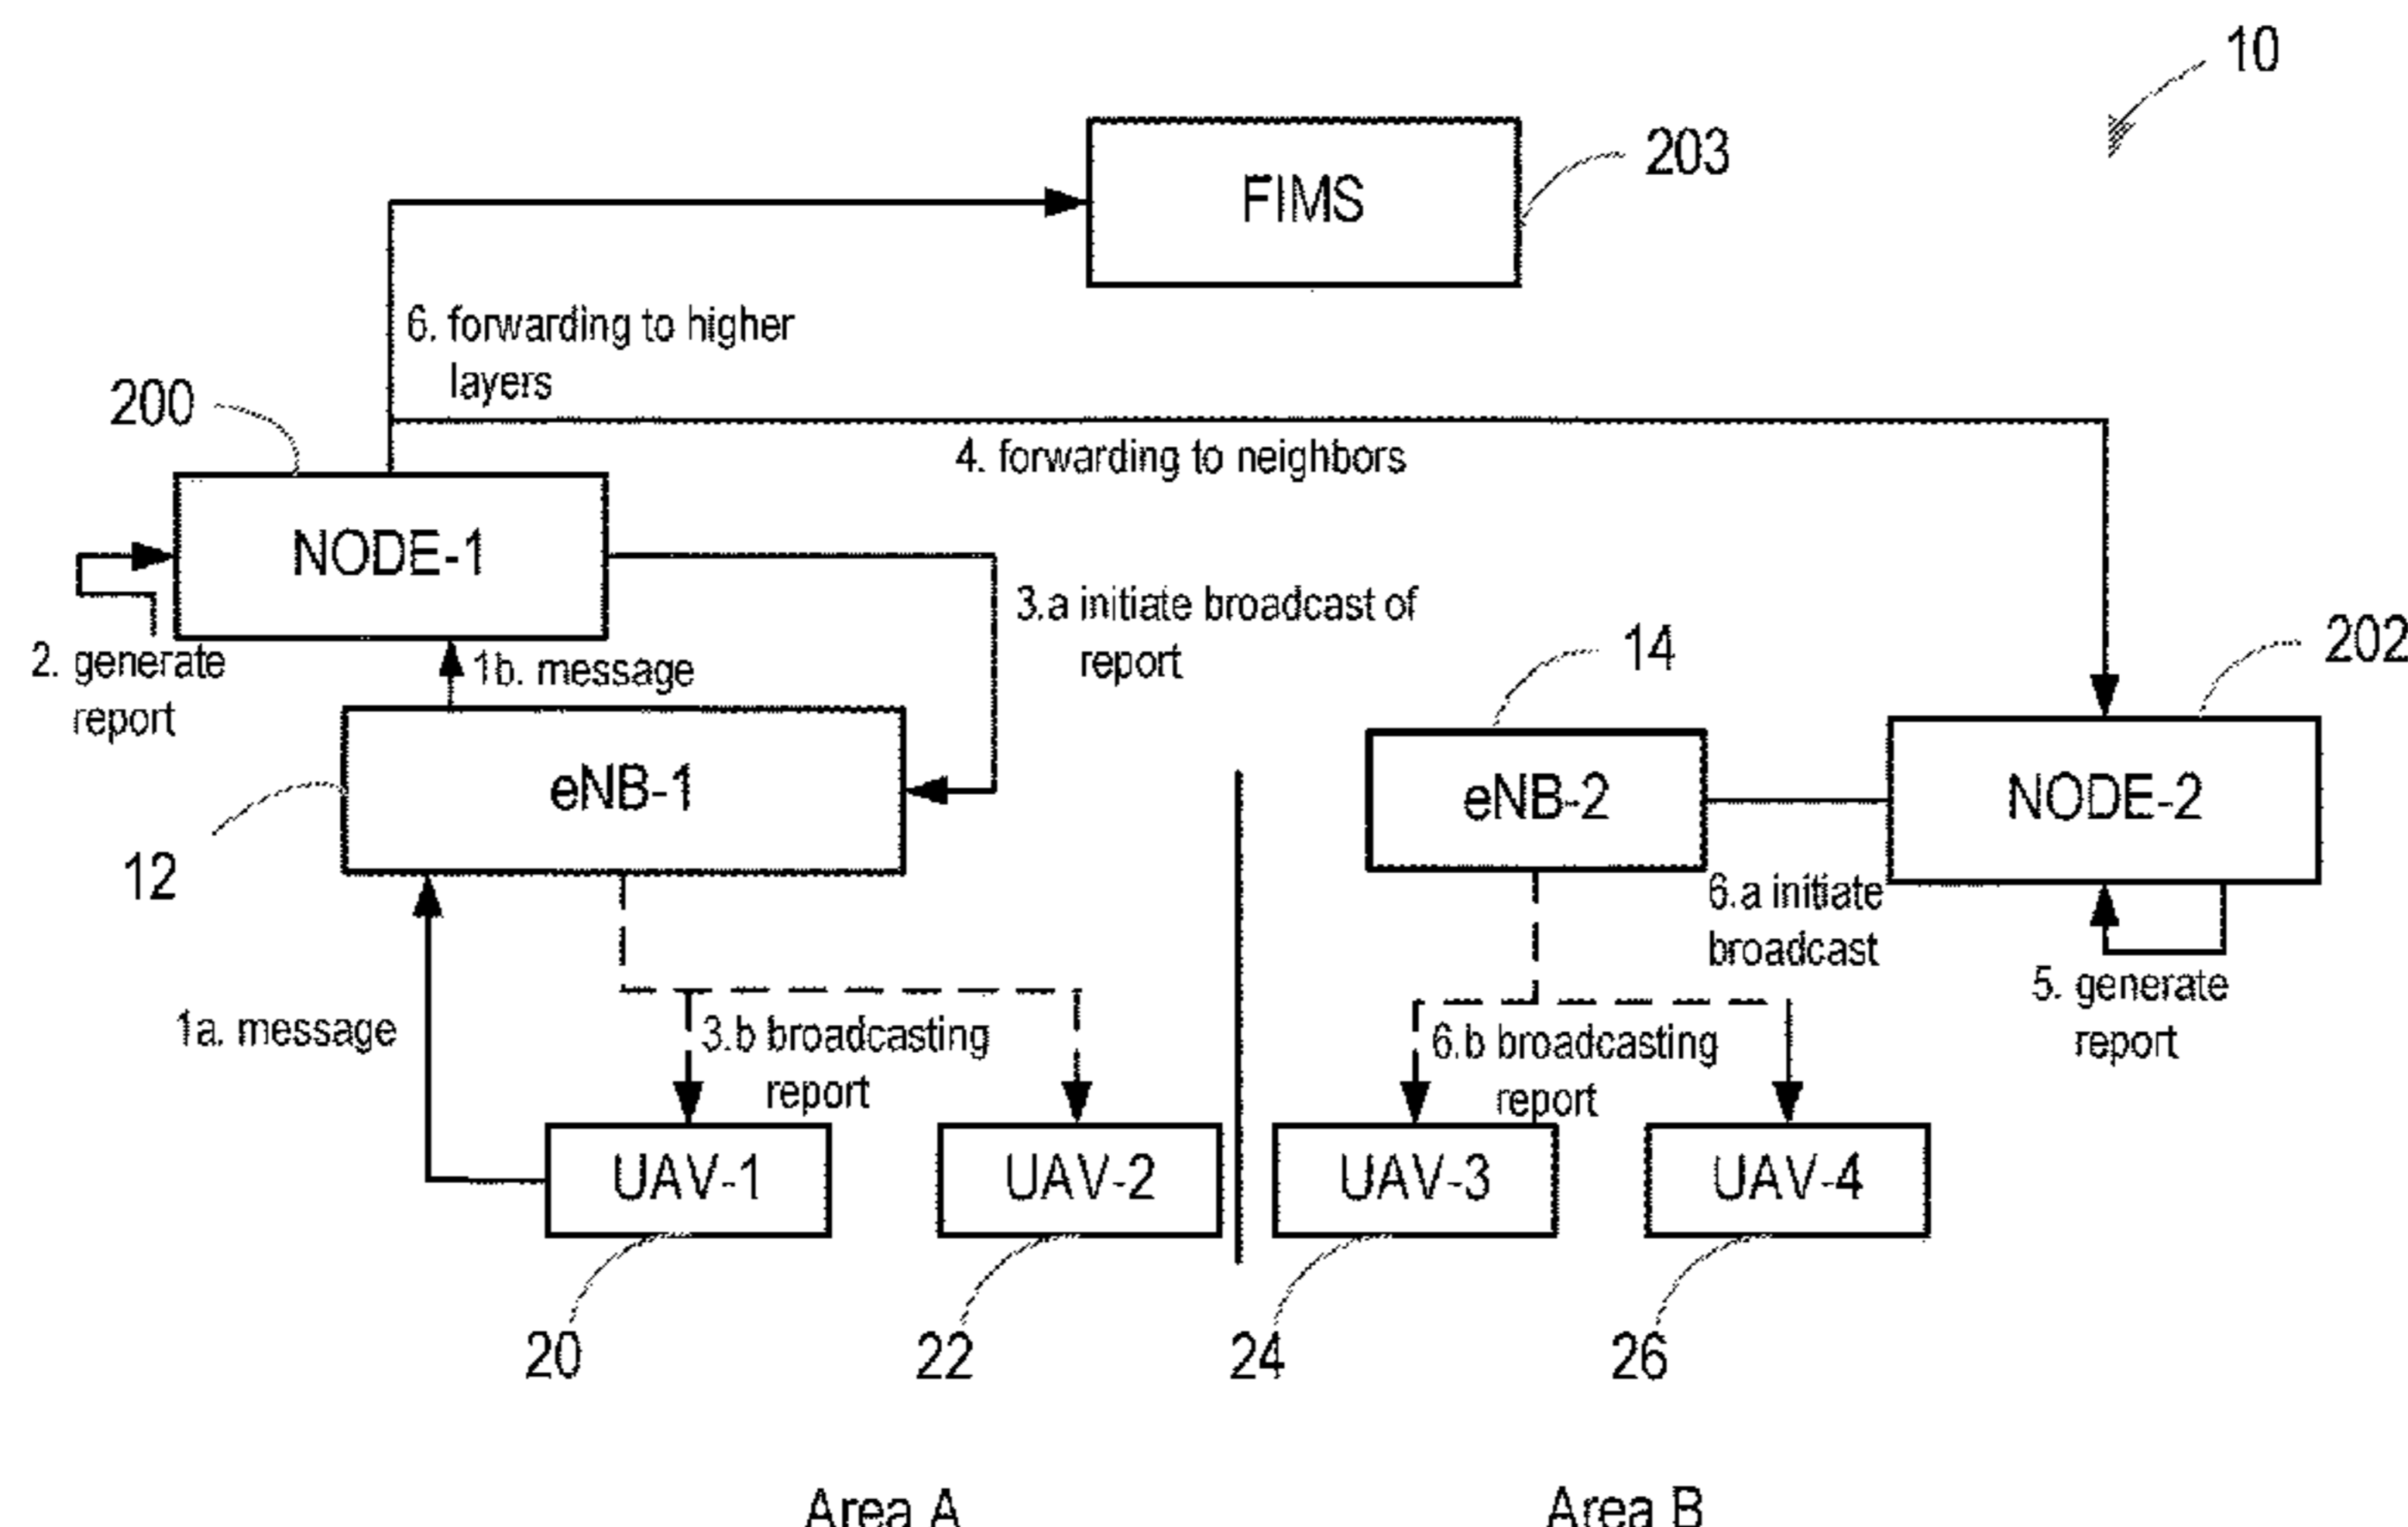 10
203
FIMS
6. forwarding to higher
layers
200
4. forwarding to neighbors
NODE-1
3.a initiate broadcast of
report
14
202
2. generate
report
1b. message
eNB-1
eNB-2
NODE-2
12
6.a initiate
broadcast
5. generate
report
1a. message
3.b broadcasting
report
6.b broadcasting
report
UAV-1
UAV-2
UAV-3
UAV-4
20
22
24
26
Area A
Area B